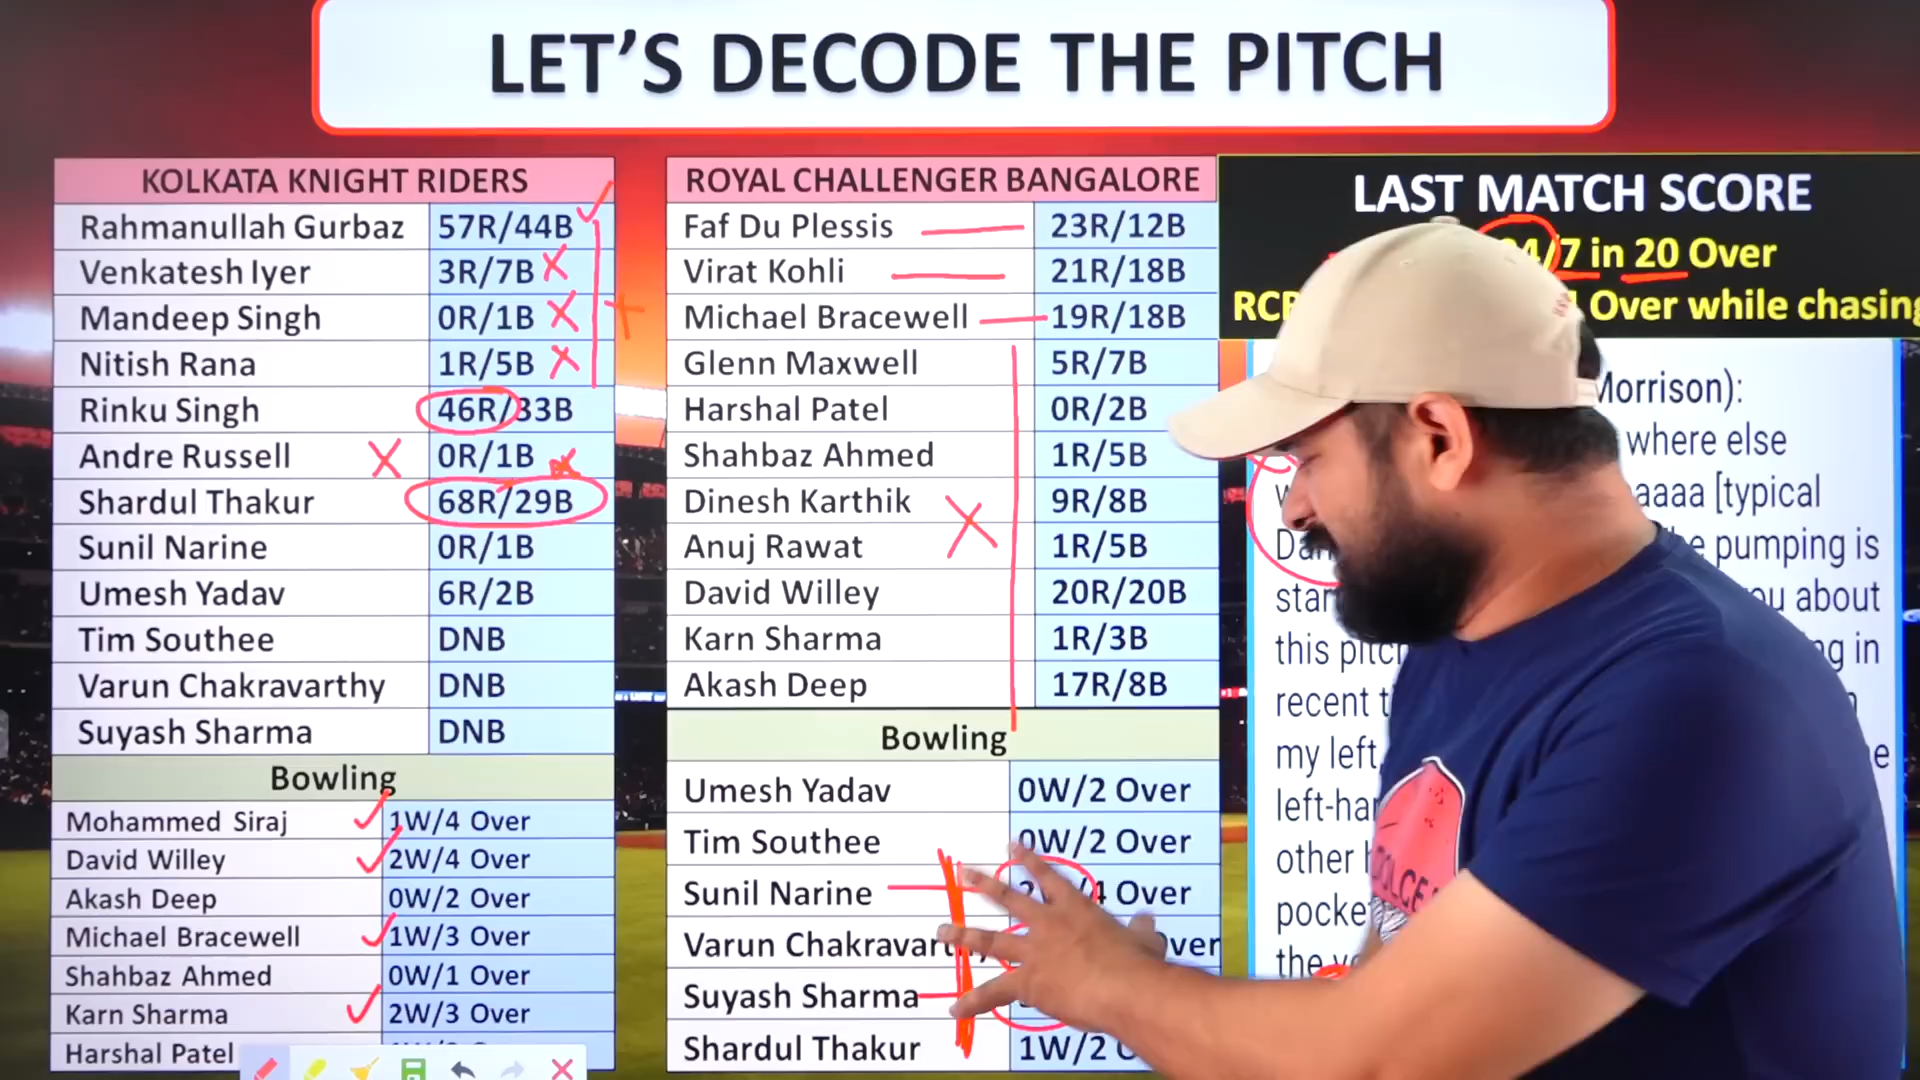 LET'S DECODE THE PITCH
KOLKATA KNIGHT RIDERS
Rahmanullah Gurbaz 57R/44B
Venkatesh Iyer 3R/7B
Mandeep Singh 0R/1B
Nitish Rana 1R/5B
Rinku Singh 46R/33B
Andre Russell 0R/1B
Shardul Thakur 68R/29B
Sunil Narine 0R/1B
Umesh Yadav 6R/2B
Tim Southee DNB
Varun Chakravarthy DNB
Suyash Sharma DNB
Bowling
Mohammed Siraj 1W/4 Over
David Willey 2W/4 Over
Akash Deep 0W/2 Over
Michael Bracewell 1W/3 Over
Shahbaz Ahmed 0W/1 Over
Karn Sharma 2W/3 Over
Harshal Patel
ROYAL CHALLENGER BANGALORE
Faf Du Plessis 23R/12B
Virat Kohli 21R/18B
Michael Bracewell 19R/18B
Glenn Maxwell 5R/7B
Harshal Patel 0R/2B
Shahbaz Ahmed 1R/5B
Dinesh Karthik 9R/8B
Anuj Rawat 1R/5B
David Willey 20R/20B
Karn Sharma 1R/3B
Akash Deep 17R/8B
Bowling
Umesh Yadav 0W/2 Over
Tim Southee 0W/2 Over
Sunil Narine /4 Over
Varun
Suyash Sharma
Shardul Thakur 1W/2
LAST MATCH SCORE
/7 in 20 Over
Over while chasing
Morrison):
where else
[typical
pumping is
about
this
in
recent
my left,
other
the